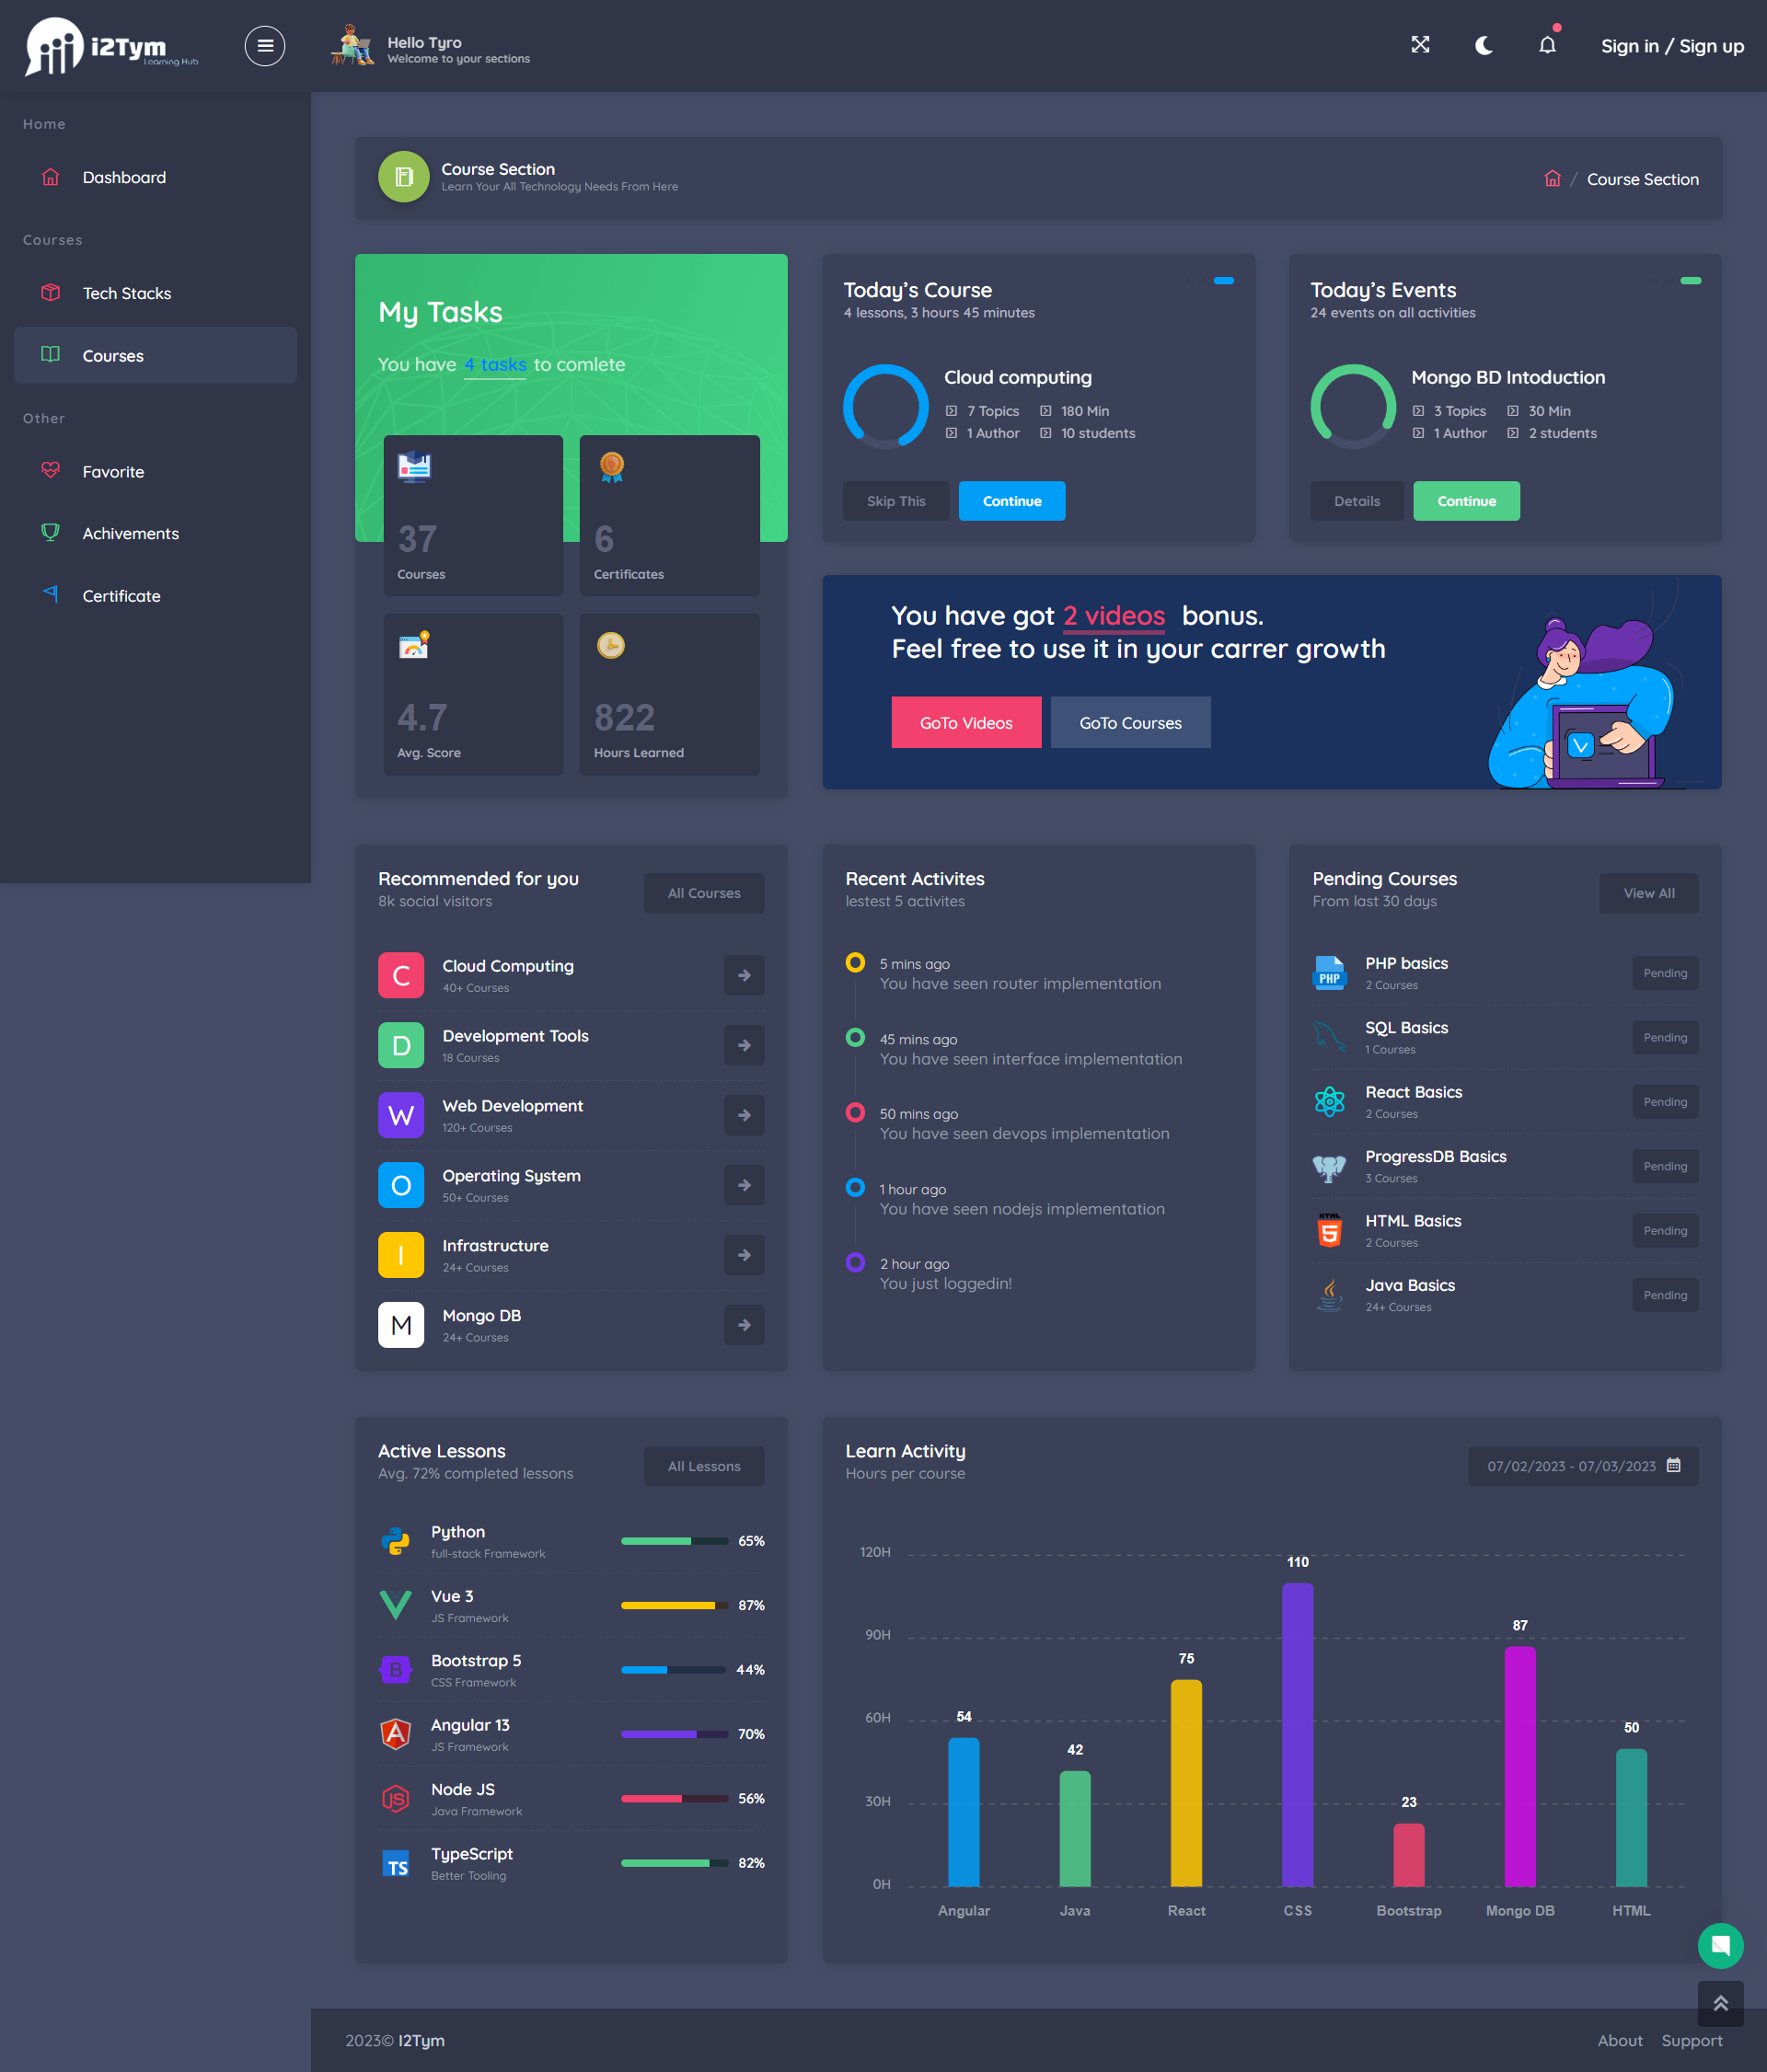 i2Tym
Learning Hub
Hello Tyro
Welcome to your sections
Sign in / Sign up
Home
Dashboard
Courses
Tech Stacks
Courses
Other
Favorite
Achivements
Certificate
Course Section
Learn Your All Technology Needs From Here
/ Course Section
My Tasks
You have 4 tasks to comlete
37
Courses
6
Certificates
4.7
Avg. Score
822
Hours Learned
Today's Course
4 lessons, 3 hours 45 minutes
Cloud computing
7 Topics 180 Min
1 Author 10 students
Skip This Continue
Today's Events
24 events on all activities
Mongo BD Intoduction
3 Topics 30 Min
1 Author 2 students
Details Continue
You have got 2 videos bonus.
Feel free to use it in your carrer growth
GoTo Videos GoTo Courses
Recommended for you
8k social visitors
All Courses
C Cloud Computing
40+ Courses
D Development Tools
18 Courses
W Web Development
120+ Courses
O Operating System
50+ Courses
I Infrastructure
24+ Courses
M Mongo DB
24+ Courses
Recent Activites
lestest 5 activites
5 mins ago
You have seen router implementation
45 mins ago
You have seen interface implementation
50 mins ago
You have seen devops implementation
1 hour ago
You have seen nodejs implementation
2 hour ago
You just loggedin!
Pending Courses
From last 30 days
View All
PHP
PHP basics
2 Courses
Pending
SQL Basics
1 Courses
Pending
React Basics
2 Courses
Pending
ProgressDB Basics
3 Courses
Pending
HTML
5
HTML Basics
2 Courses
Pending
Java Basics
24+ Courses
Pending
Active Lessons
Avg. 72% completed lessons
All Lessons
Python
full-stack Framework
65%
Vue 3
JS Framework
87%
B
Bootstrap 5
CSS Framework
44%
A
Angular 13
JS Framework
70%
JS
Node JS
Java Framework
56%
TS
TypeScript
Better Tooling
82%
Learn Activity
Hours per course
07/02/2023 - 07/03/2023
120H
90H
60H
30H
0H
54
42
75
110
23
87
50
Angular Java React CSS Bootstrap Mongo DB HTML
2023© I2Tym
About Support